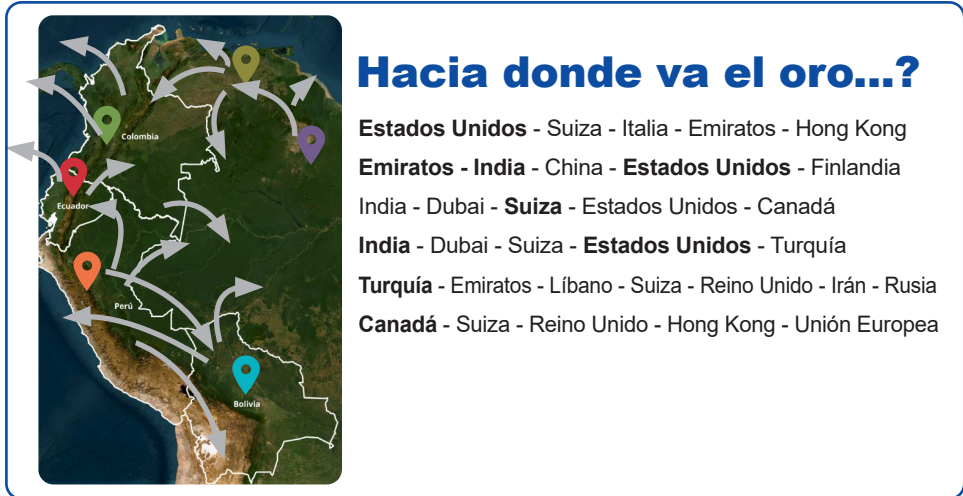 Hacia donde va el oro...?
Estados Unidos - Suiza - Italia - Emiratos - Hong Kong
Emiratos - India - China - Estados Unidos - Finlandia
India - Dubai - Suiza - Estados Unidos - Canadá
India - Dubai - Suiza - Estados Unidos - Turquía
Turquía - Emiratos - Líbano - Suiza - Reino Unido - Irán - Rusia
Canadá - Suiza - Reino Unido - Hong Kong - Unión Europea
Colombia
Ecuador
Perú
Bolivia